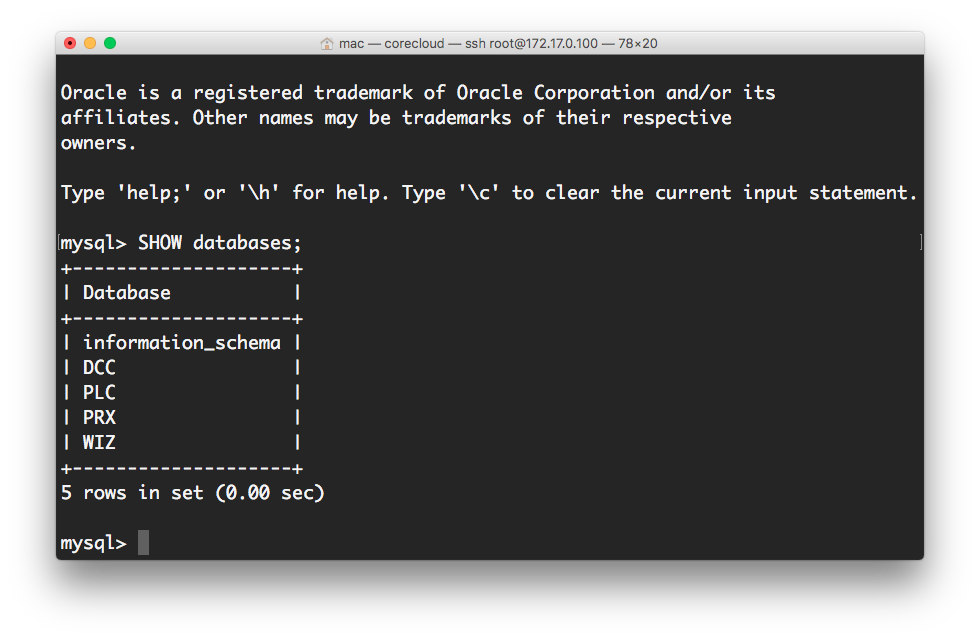 mac — corecloud — ssh root@172.17.0.100 — 78×20
Oracle is a registered trademark of Oracle Corporation and/or its
affiliates. Other names may be trademarks of their respective
owners.
Type 'help;' or '\h' for help. Type '\c' to clear the current input statement.
[mysql> SHOW databases; ]
+--------------------+
| Database           |
+--------------------+
| information_schema |
| DCC                |
| PLC                |
| PRX                |
| WIZ                |
+--------------------+
5 rows in set (0.00 sec)
mysql>